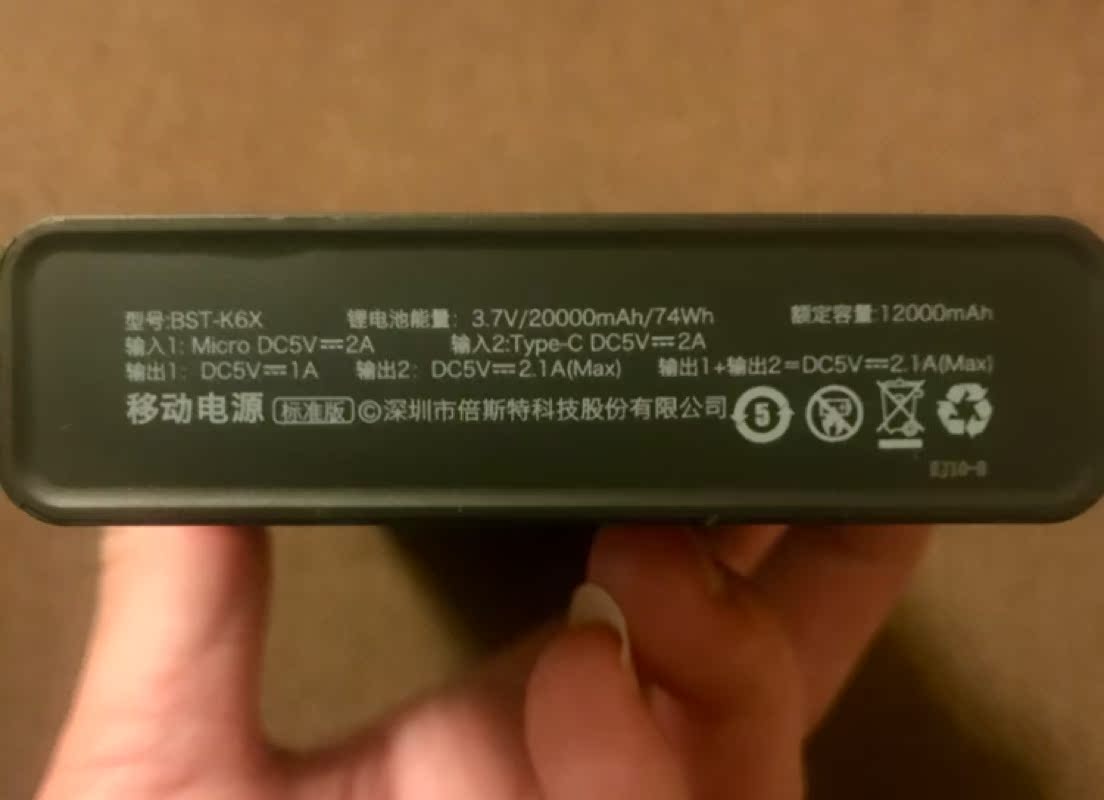 型号:BST-K6X 锂电池能量：3.7V/20000mAh/74Wh 额定容量:12000mAh
输入1: Micro DC5V⎓2A 输入2:Type-C DC5V⎓2A
输出1：DC5V⎓1A 输出2：DC5V⎓2.1A(Max) 输出1+输出2=DC5V⎓2.1A(Max)
移动电源 标准版 ©深圳市倍斯特科技股份有限公司 5